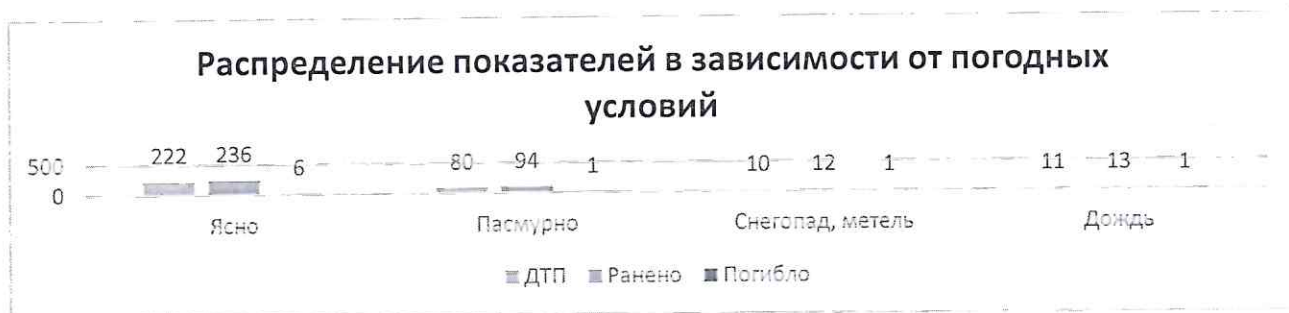 Распределение показателей в зависимости от погодных
условий
500 222 236 6 80 94 1 10 12 1 11 13 1
0
Ясно Пасмурно Снегопад, метель Дождь
ДТП Ранено Погибло